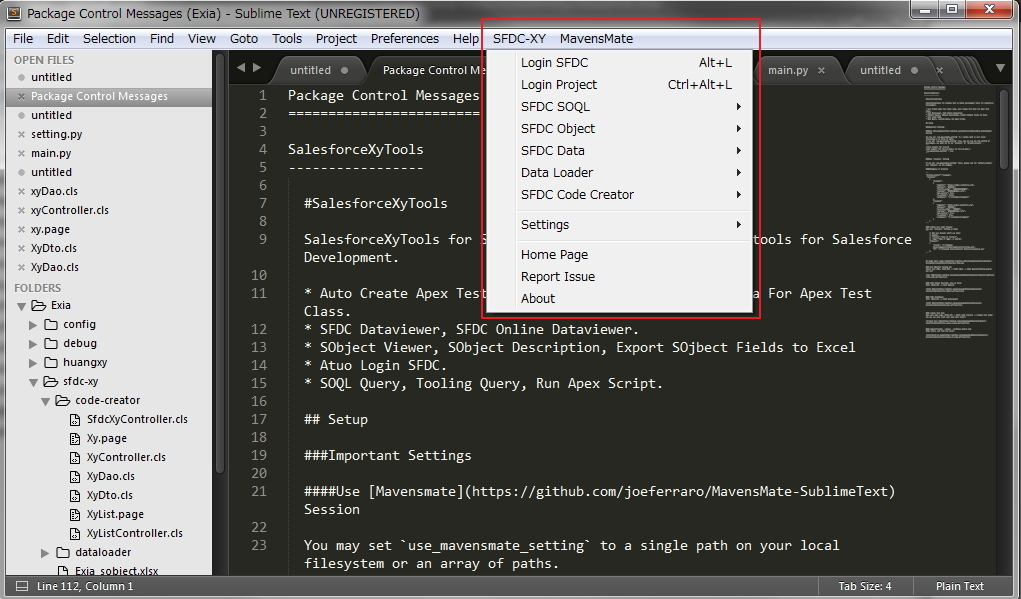 Package Control Messages (Exia) - Sublime Text (UNREGISTERED)
File Edit Selection Find View Goto Tools Project Preferences Help SFDC-XY MavensMate
OPEN FILES
untitled
Package Control Messages
untitled
setting.py
main.py
untitled
xyDao.cls
xyController.cls
xy.page
XyDto.cls
XyDao.cls
FOLDERS
Exia
config
debug
huangxy
sfdc-xy
code-creator
SfdcXyController.cls
Xy.page
XyController.cls
XyDao.cls
XyDto.cls
XyList.page
XyListController.cls
dataloader
Exia_sobject.xlsx
untitled
Package Control Me
main.py
untitled
1 Package Control Messages
2 ========================
3
4 SalesforceXyTools
5 -----------------
6
7 #SalesforceXyTools
8
9 SalesforceXyTools for S tools for Salesforce
Development.
10
11 * Auto Create Apex Test a For Apex Test
Class.
12 * SFDC Dataviewer, SFDC Online Dataviewer.
13 * SObject Viewer, SObject Description, Export SOjbect Fields to Excel
14 * Atuo Login SFDC.
15 * SOQL Query, Tooling Query, Run Apex Script.
16
17 ## Setup
18
19 ###Important Settings
20
21 ####Use [Mavensmate](https://github.com/joeferraro/MavensMate-SublimeText)
Session
22
23 You may set `use_mavensmate_setting` to a single path on your local
filesystem or an array of paths.
Login SFDC Alt+L
Login Project Ctrl+Alt+L
SFDC SOQL
SFDC Object
SFDC Data
Data Loader
SFDC Code Creator
Settings
Home Page
Report Issue
About
Line 112, Column 1
Tab Size: 4
Plain Text